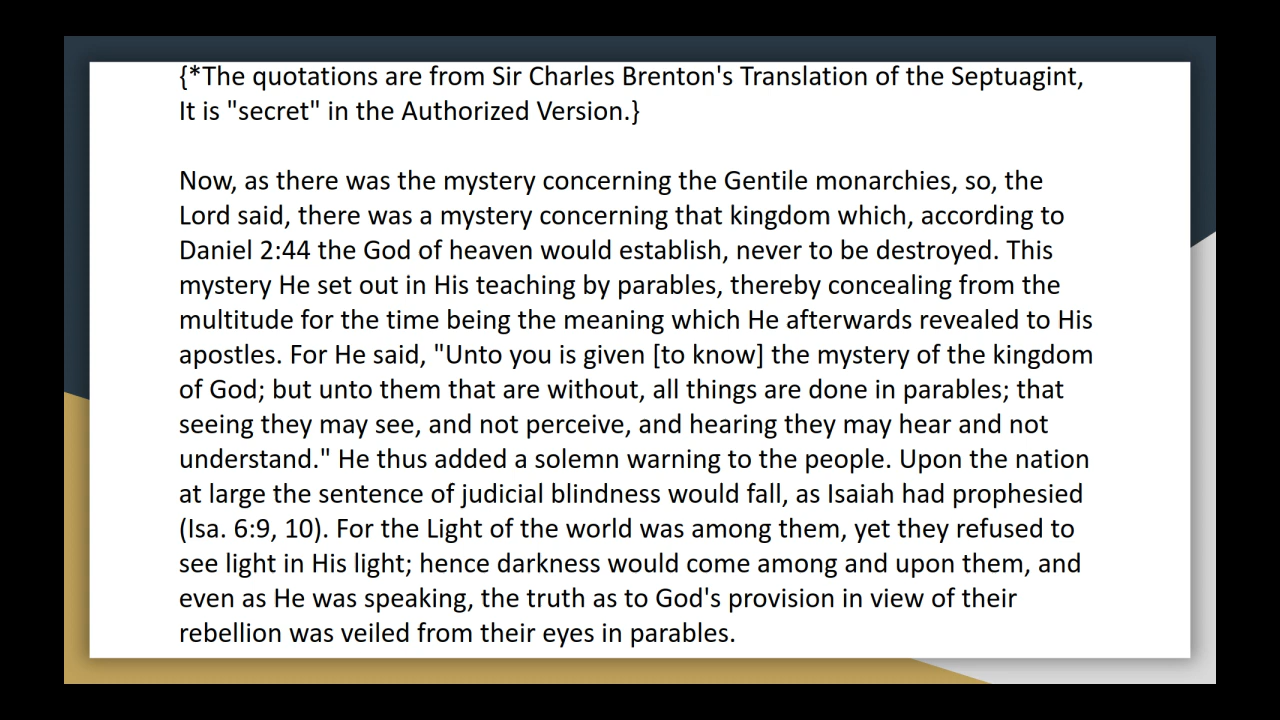 {*The quotations are from Sir Charles Brenton's Translation of the Septuagint,
It is "secret" in the Authorized Version.}
Now, as there was the mystery concerning the Gentile monarchies, so, the
Lord said, there was a mystery concerning that kingdom which, according to
Daniel 2:44 the God of heaven would establish, never to be destroyed. This
mystery He set out in His teaching by parables, thereby concealing from the
multitude for the time being the meaning which He afterwards revealed to His
apostles. For He said, "Unto you is given [to know] the mystery of the kingdom
of God; but unto them that are without, all things are done in parables; that
seeing they may see, and not perceive, and hearing they may hear and not
understand." He thus added a solemn warning to the people. Upon the nation
at large the sentence of judicial blindness would fall, as Isaiah had prophesied
(Isa. 6:9, 10). For the Light of the world was among them, yet they refused to
see light in His light; hence darkness would come among and upon them, and
even as He was speaking, the truth as to God's provision in view of their
rebellion was veiled from their eyes in parables.